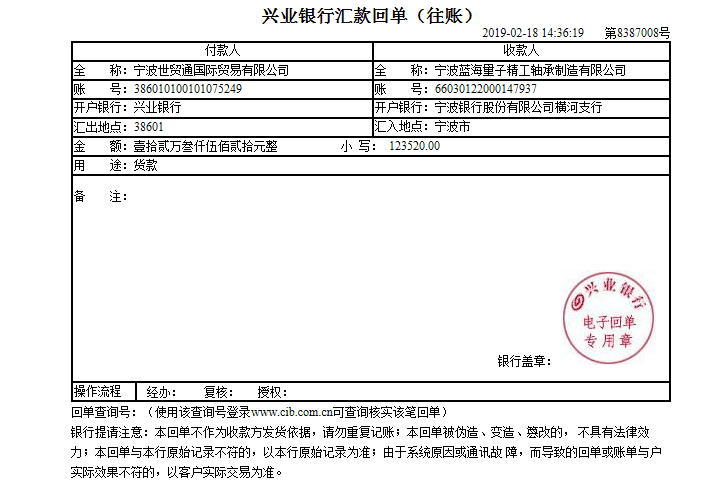 兴业银行汇款回单（往账）
2019-02-18 14:36:19 第8387008号
付款人 收款人
全 称：宁波世贸通国际贸易有限公司 全 称：宁波蓝海量子精工轴承制造有限公司
账 号：386010100101075249 账 号：66030122000147937
开户银行：兴业银行 开户银行：宁波银行股份有限公司横河支行
汇出地点：38601 汇入地点：宁波市
金 额：壹拾贰万叁仟伍佰贰拾元整 小 写： 123520.00
用 途：货款
备 注：
兴业银行
电子回单
专用章
银行盖章：
操作流程 经办： 复核： 授权：
回单查询号：（使用该查询号登录www.cib.com.cn可查询核实该笔回单）
银行提请注意：本回单不作为收款方发货依据，请勿重复记账；本回单被伪造、变造、篡改的， 不具有法律效
力；本回单与本行原始记录不符的，以本行原始记录为准；由于系统原因或通讯故 障，而导致的回单或账单与户
实际效果不符的，以客户实际交易为准。